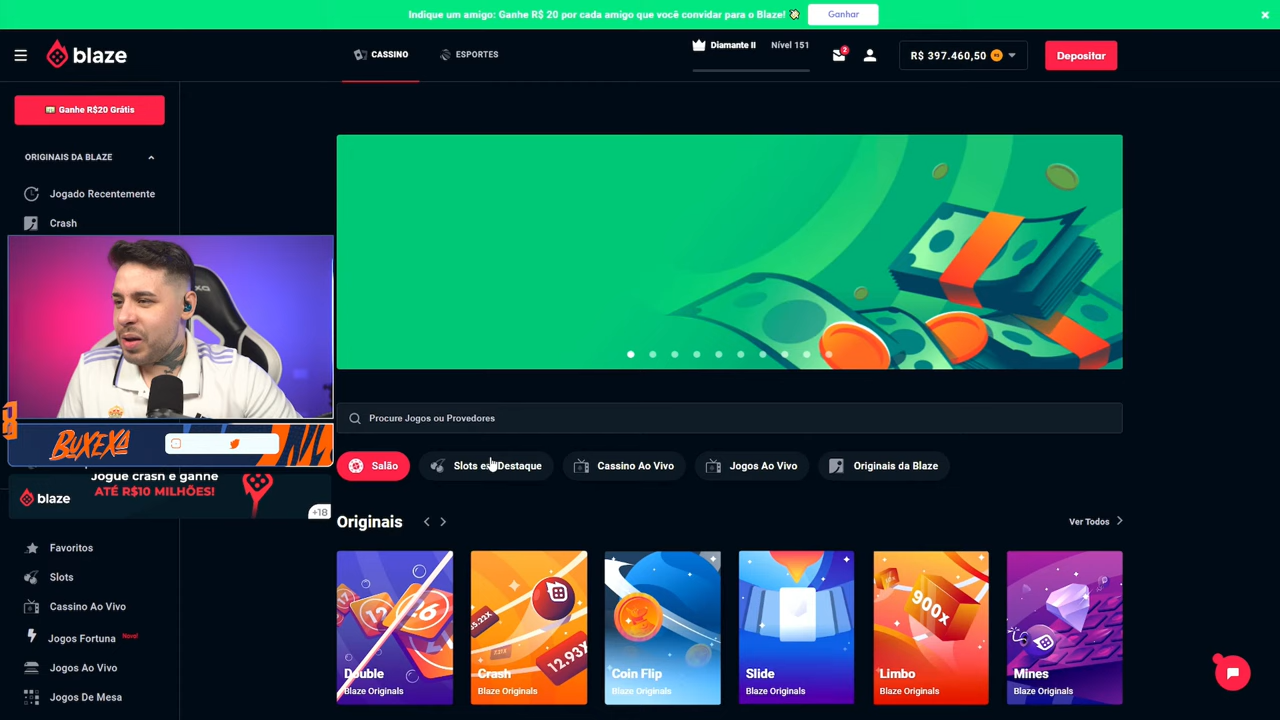 Indique um amigo: Ganhe R$ 20 por cada amigo que você convidar para o Blaze!
Ganhar
blaze
CASSINO
ESPORTES
Diamante II
Nível 151
2
R$ 397.460,50
R$
Depositar
Ganhe R$20 Grátis
ORIGINAIS DA BLAZE
Jogado Recentemente
Crash
BUXEXA
Jogue crash e ganhe
ATÉ R$10 MILHÕES!
blaze
+18
Favoritos
Slots
Cassino Ao Vivo
Jogos Fortuna
Novo!
Jogos Ao Vivo
Jogos De Mesa
Procure Jogos ou Provedores
Salão
Slots em Destaque
Cassino Ao Vivo
Jogos Ao Vivo
Originais da Blaze
Originais
Ver Todos
Double
Blaze Originals
12.93X
Crash
Blaze Originals
Coin Flip
Blaze Originals
Slide
Blaze Originals
900x
Limbo
Blaze Originals
Mines
Blaze Originals